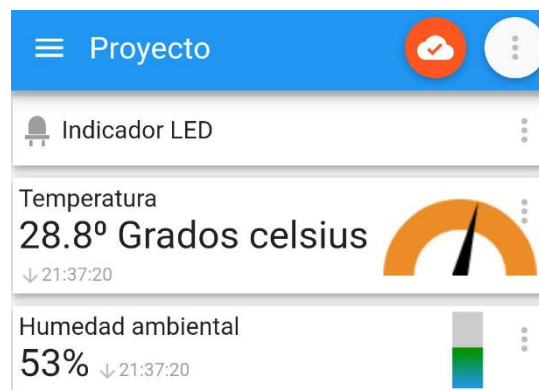 Proyecto
Indicador LED
Temperatura
28.8º Grados celsius
↓ 21:37:20
Humedad ambiental
53% ↓ 21:37:20